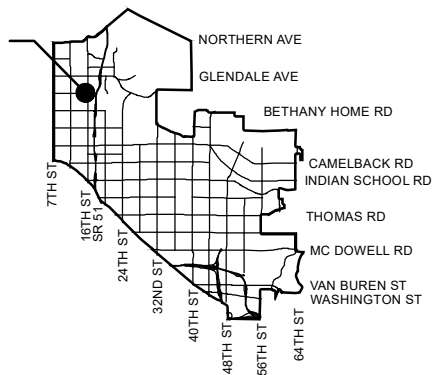 NORTHERN AVE
GLENDALE AVE
BETHANY HOME RD
CAMELBACK RD
INDIAN SCHOOL RD
THOMAS RD
MC DOWELL RD
VAN BUREN ST
WASHINGTON ST
7TH ST
16TH ST
SR 51
24TH ST
32ND ST
40TH ST
48TH ST
56TH ST
64TH ST